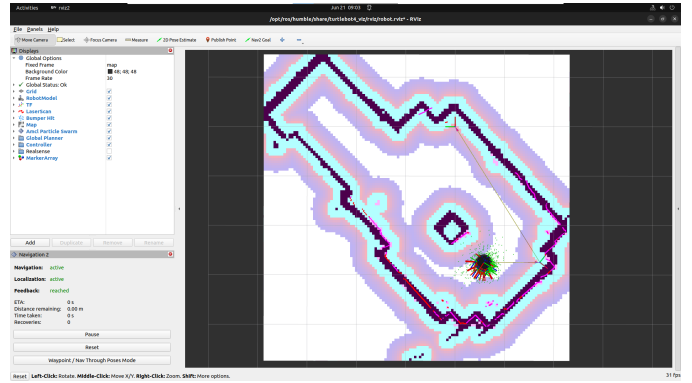 Activities rviz2 Jun 21 09:03
/opt/ros/humble/share/turtlebot4_viz/rviz/robot.rviz* - RViz
File Panels Help
Move Camera Select Focus Camera Measure 2D Pose Estimate Publish Point Nav2 Goal
Displays
Global Options
Fixed Frame map
Background Color 48; 48; 48
Frame Rate 30
Global Status: Ok
Grid
RobotModel
TF
LaserScan
Bumper Hit
Map
Amcl Particle Swarm
Global Planner
Controller
Realsense
MarkerArray
Add Duplicate Remove Rename
Navigation 2
Navigation: active
Localization: active
Feedback: reached
ETA: 0 s
Distance remaining: 0.00 m
Time taken: 0 s
Recoveries: 0
Pause
Reset
Waypoint / Nav Through Poses Mode
Reset Left-Click: Rotate. Middle-Click: Move X/Y. Right-Click: Zoom. Shift: More options. 31 fps